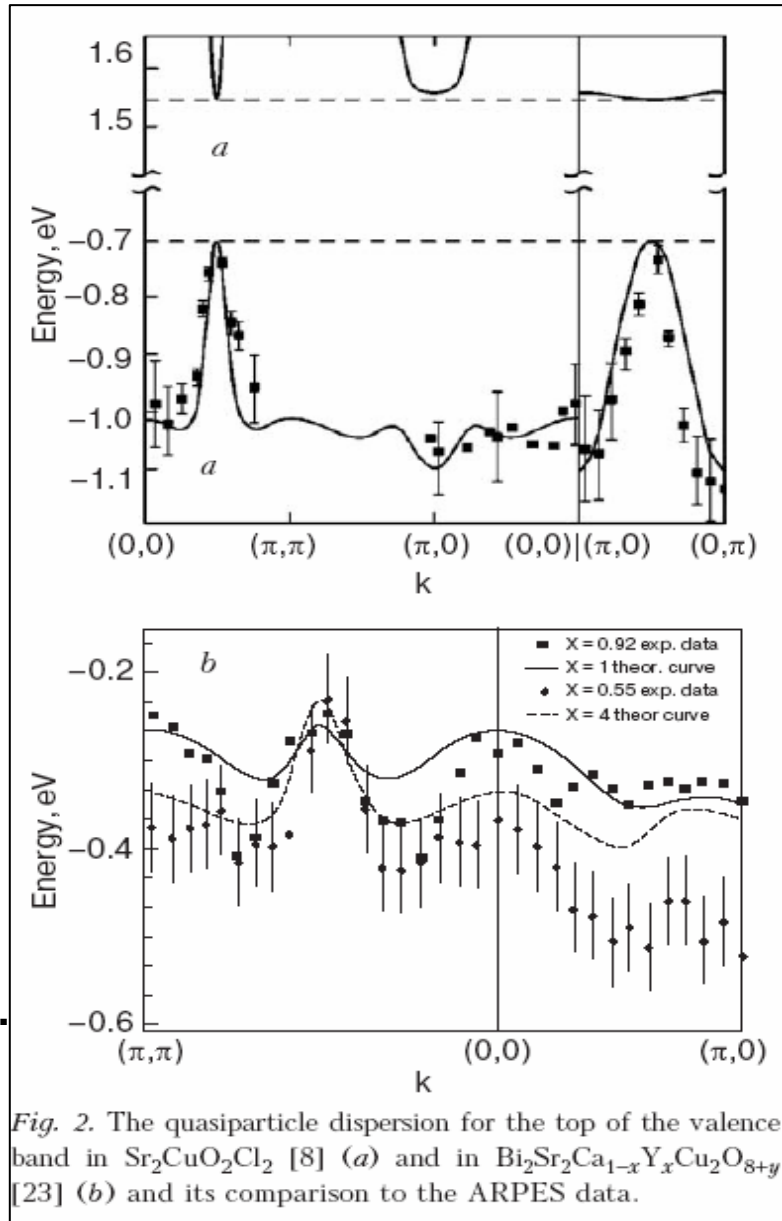 1.6
1.5
a
Energy, eV
−0.7
−0.8
−0.9
−1.0
−1.1
a
(0,0) (π,π) (π,0) (0,0) (π,0) (0,π)
k
b
X = 0.92 exp. data
X = 1 theor. curve
X = 0.55 exp. data
X = 4 theor curve
Energy, eV
−0.2
−0.4
−0.6
(π,π) (0,0) (π,0)
k
Fig. 2. The quasiparticle dispersion for the top of the valence
band in Sr₂CuO₂Cl₂ [8] (a) and in Bi₂Sr₂Ca₁₋ₓYₓCu₂O₈₊y
[23] (b) and its comparison to the ARPES data.